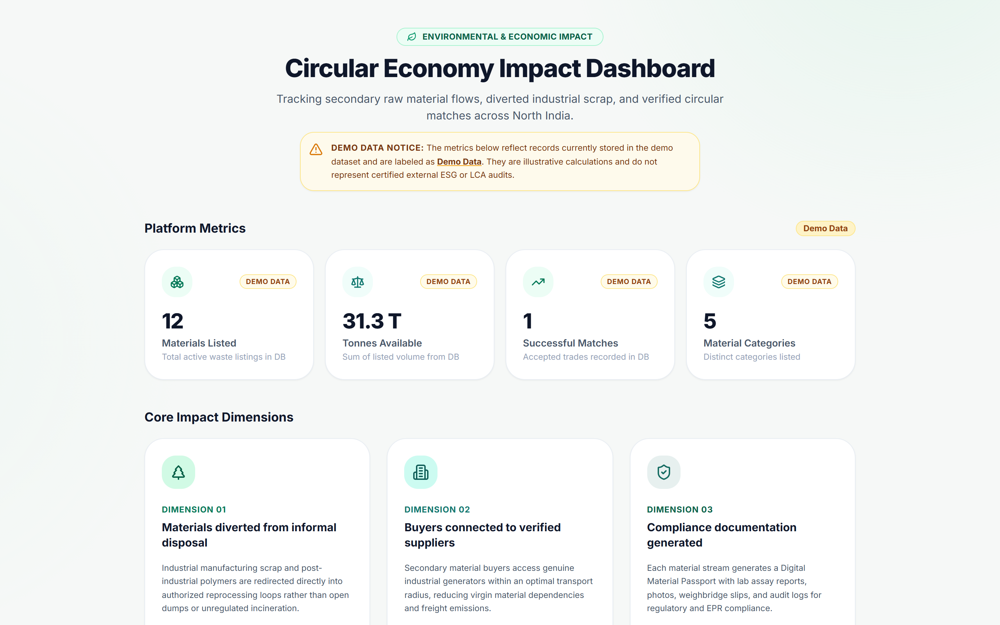 ENVIRONMENTAL & ECONOMIC IMPACT
Circular Economy Impact Dashboard
Tracking secondary raw material flows, diverted industrial scrap, and verified circular
matches across North India.
DEMO DATA NOTICE: The metrics below reflect records currently stored in the demo
dataset and are labeled as Demo Data. They are illustrative calculations and do not
represent certified external ESG or LCA audits.
Platform Metrics
Demo Data
DEMO DATA
12
Materials Listed
Total active waste listings in DB
DEMO DATA
31.3 T
Tonnes Available
Sum of listed volume from DB
DEMO DATA
1
Successful Matches
Accepted trades recorded in DB
DEMO DATA
5
Material Categories
Distinct categories listed
Core Impact Dimensions
DIMENSION 01
Materials diverted from informal
disposal
Industrial manufacturing scrap and post-
industrial polymers are redirected directly into
authorized reprocessing loops rather than open
dumps or unregulated incineration.
DIMENSION 02
Buyers connected to verified
suppliers
Secondary material buyers access genuine
industrial generators within an optimal transport
radius, reducing virgin material dependencies
and freight emissions.
DIMENSION 03
Compliance documentation
generated
Each material stream generates a Digital
Material Passport with lab assay reports,
photos, weighbridge slips, and audit logs for
regulatory and EPR compliance.